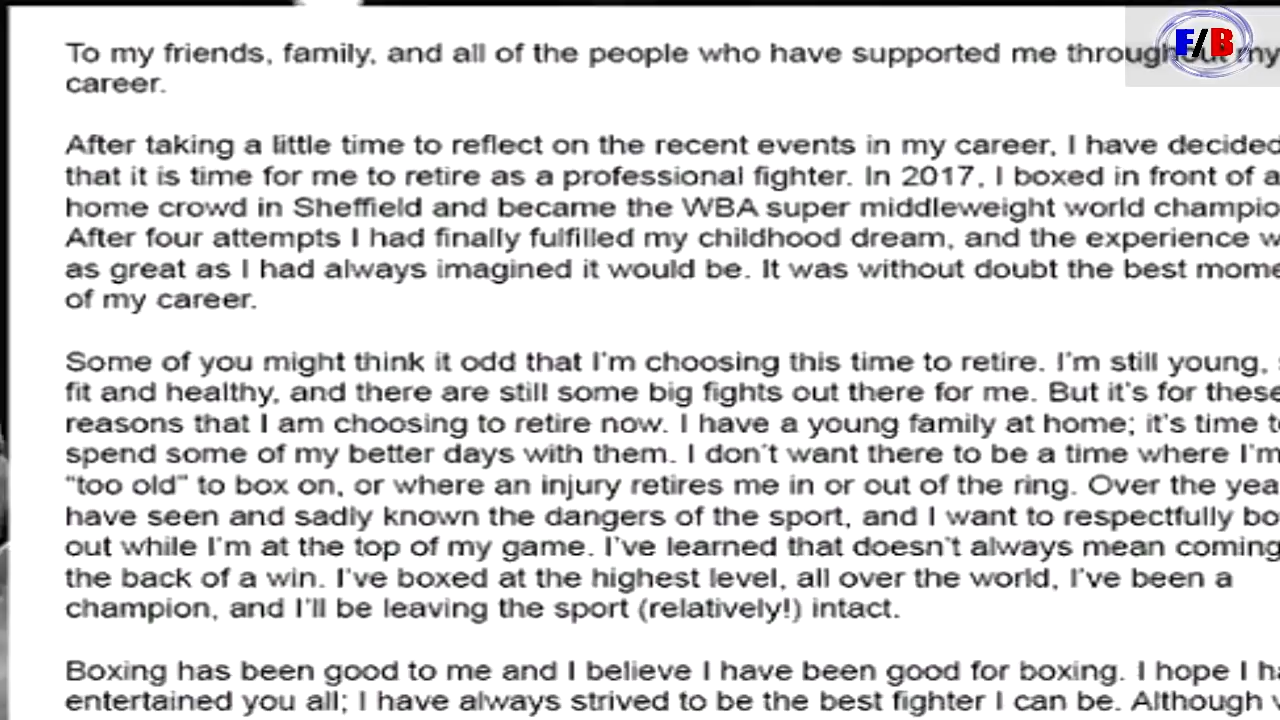 To my friends, family, and all of the people who have supported me throughout my
career.
After taking a little time to reflect on the recent events in my career, I have decided
that it is time for me to retire as a professional fighter. In 2017, I boxed in front of a
home crowd in Sheffield and became the WBA super middleweight world champio
After four attempts I had finally fulfilled my childhood dream, and the experience w
as great as I had always imagined it would be. It was without doubt the best mome
of my career.
Some of you might think it odd that I'm choosing this time to retire. I'm still young,
fit and healthy, and there are still some big fights out there for me. But it's for these
reasons that I am choosing to retire now. I have a young family at home; it's time t
spend some of my better days with them. I don't want there to be a time where I'm
"too old" to box on, or where an injury retires me in or out of the ring. Over the yea
have seen and sadly known the dangers of the sport, and I want to respectfully bo
out while I'm at the top of my game. I've learned that doesn't always mean coming
the back of a win. I've boxed at the highest level, all over the world, I've been a
champion, and I'll be leaving the sport (relatively!) intact.
Boxing has been good to me and I believe I have been good for boxing. I hope I ha
entertained you all; I have always strived to be the best fighter I can be. Although
E/B